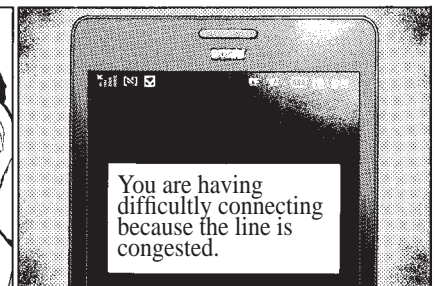 You are having
difficultly connecting
because the line is
congested.